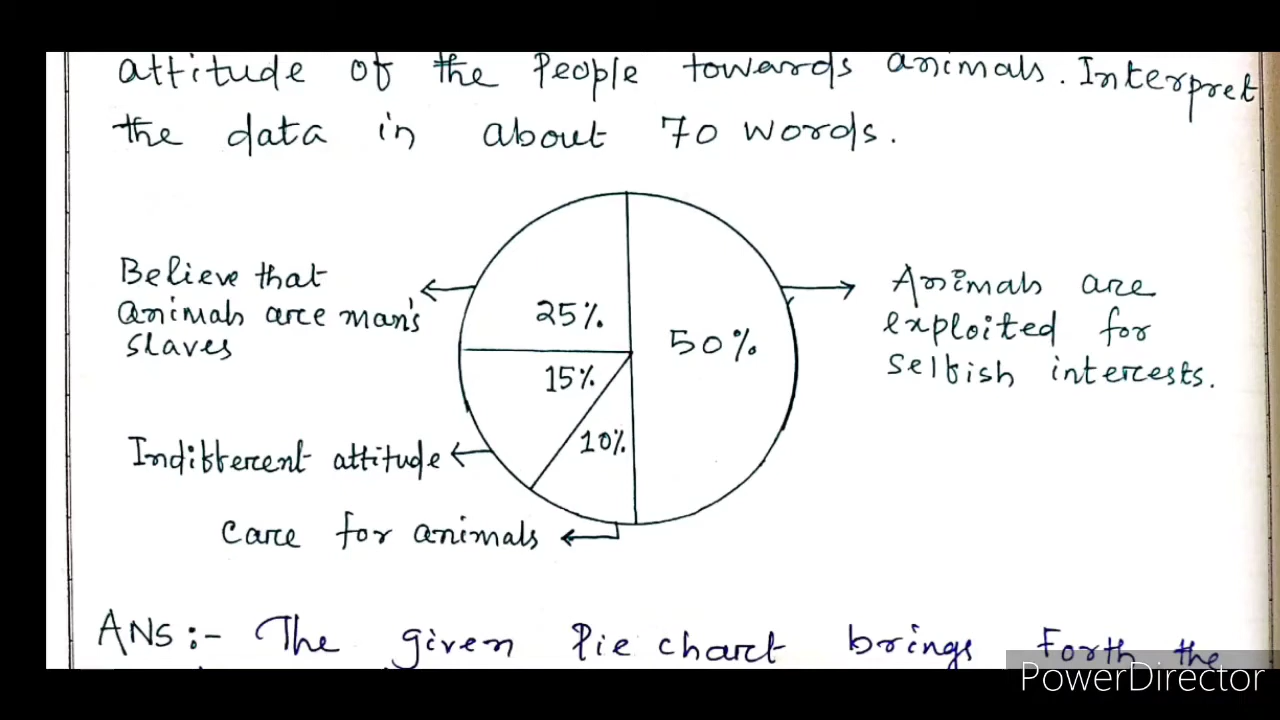 attitude of the People towards animals. Interpret
the data in about 70 words.
Believe that
animals are man's
slaves
25%
50%
Animals are
exploited for
selfish interests.
15%
Indifferent attitude
10%
Care for animals
ANS :- The given Pie chart brings forth the
PowerDirector